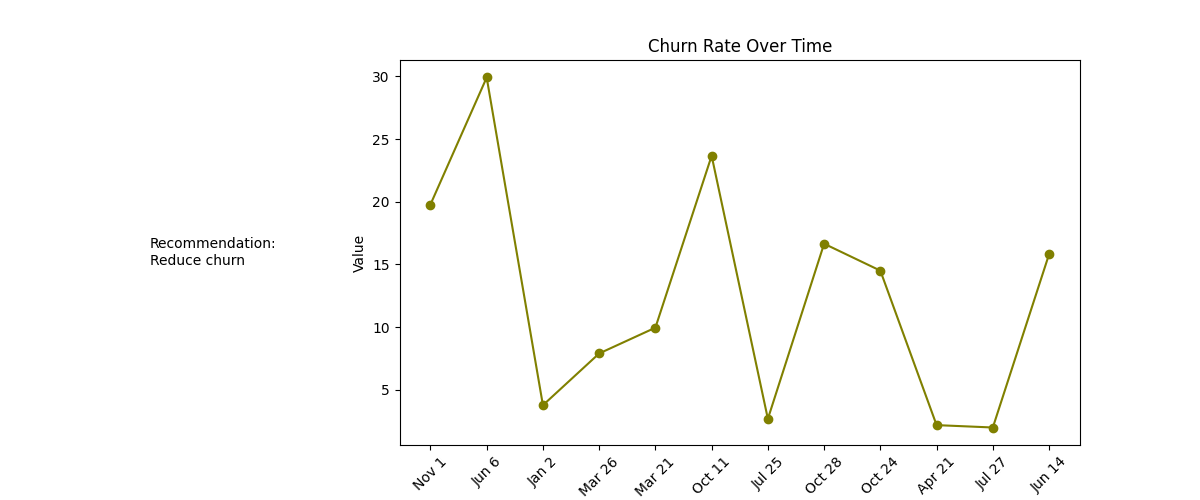 Churn Rate Over Time
Recommendation:
Reduce churn
Value
30
25
20
15
10
5
Nov 1
Jun 6
Jan 2
Mar 26
Mar 21
Oct 11
Jul 25
Oct 28
Oct 24
Apr 21
Jul 27
Jun 14